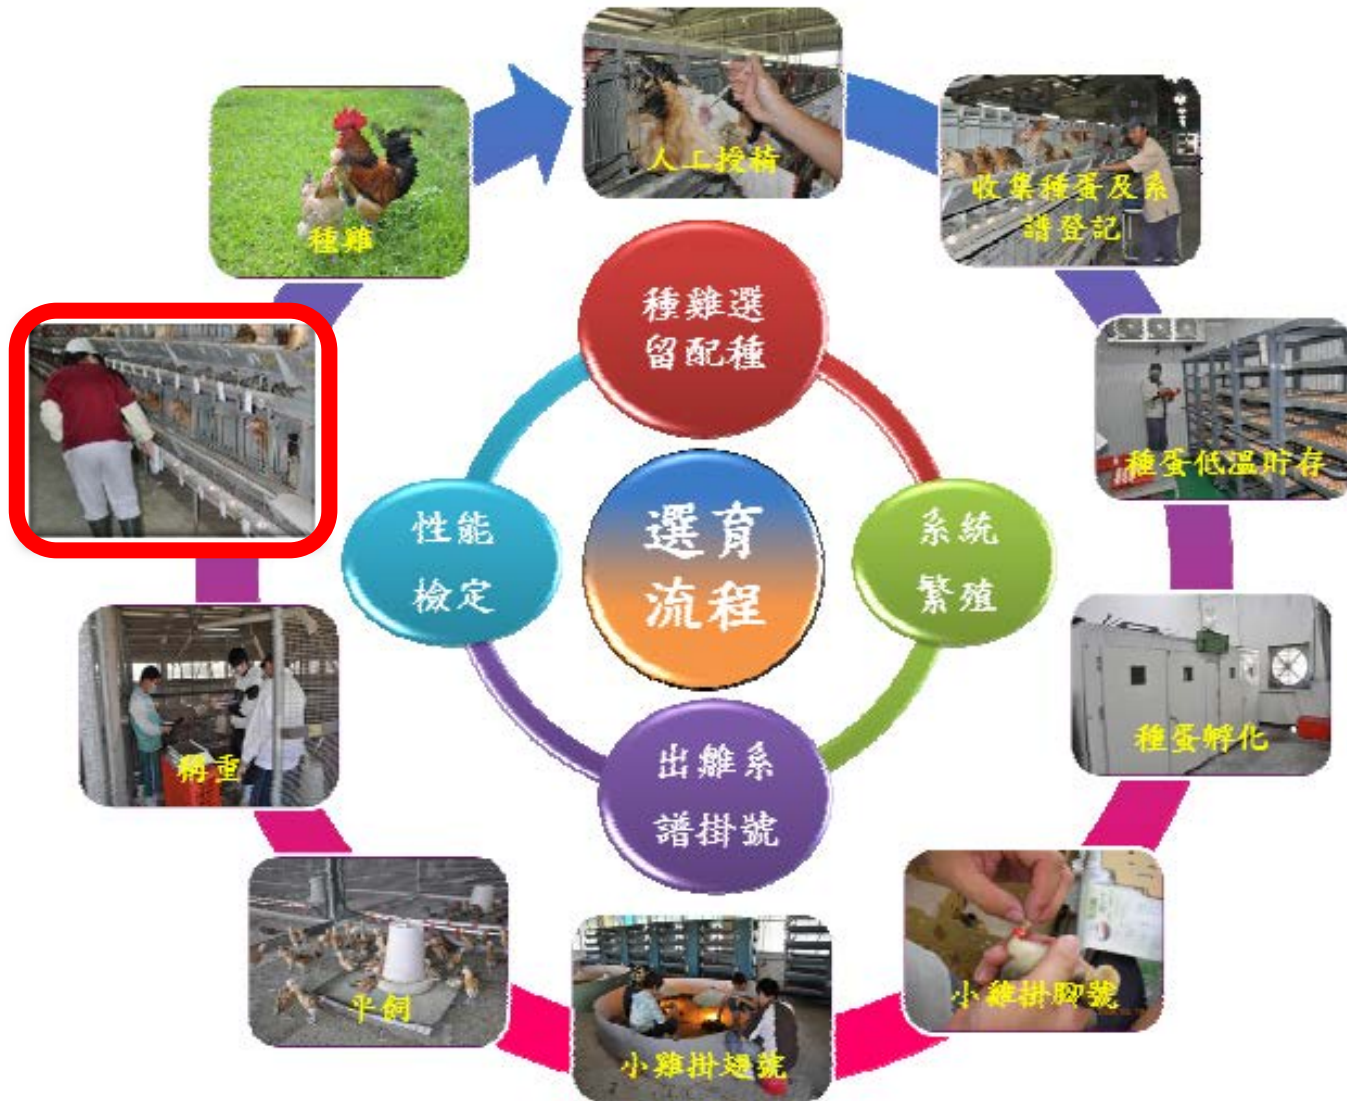 人工授精
種雞
收集種蛋及系
譜登記
種雞選
留配種
種蛋低溫貯存
性能
檢定
選育
流程
系統
繁殖
種蛋孵化
稱重
出雛系
譜掛號
小雞掛腳號
平飼
小雞掛翅號